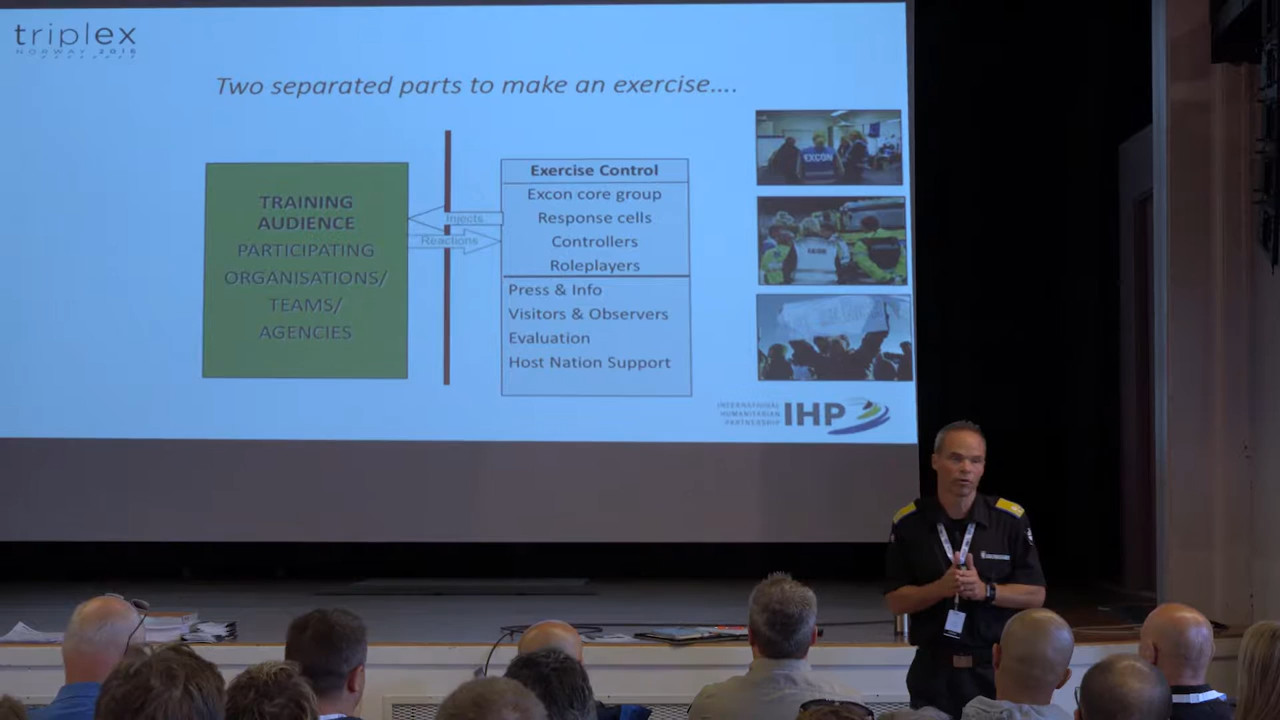 triplex
NORWAY 2016
Two separated parts to make an exercise....
TRAINING
AUDIENCE
PARTICIPATING
ORGANISATIONS/
TEAMS/
AGENCIES
Injects
Reactions
Exercise Control
Excon core group
Response cells
Controllers
Roleplayers
Press & Info
Visitors & Observers
Evaluation
Host Nation Support
EXCON
INTERNATIONAL
HUMANITARIAN
PARTNERSHIP
IHP